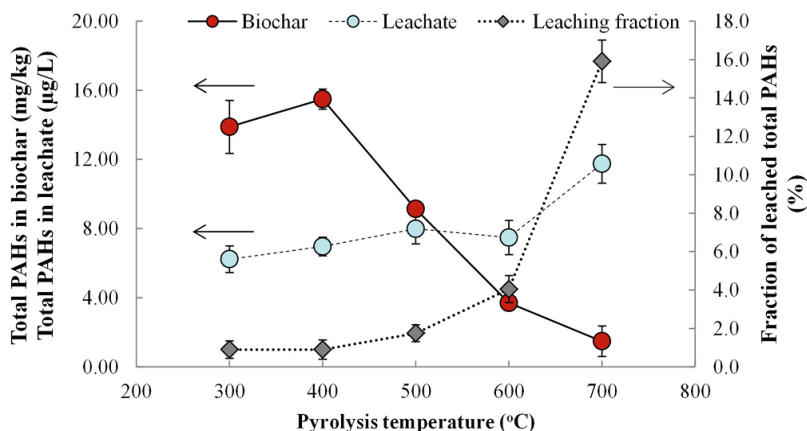 Biochar
Leachate
Leaching fraction
Total PAHs in biochar (mg/kg)
Total PAHs in leachate (µg/L)
20.00
16.00
12.00
8.00
4.00
0.00
18.0
16.0
14.0
12.0
10.0
8.0
6.0
4.0
2.0
0.0
Fraction of leached total PAHs
(%)
200 300 400 500 600 700 800
Pyrolysis temperature (ºC)